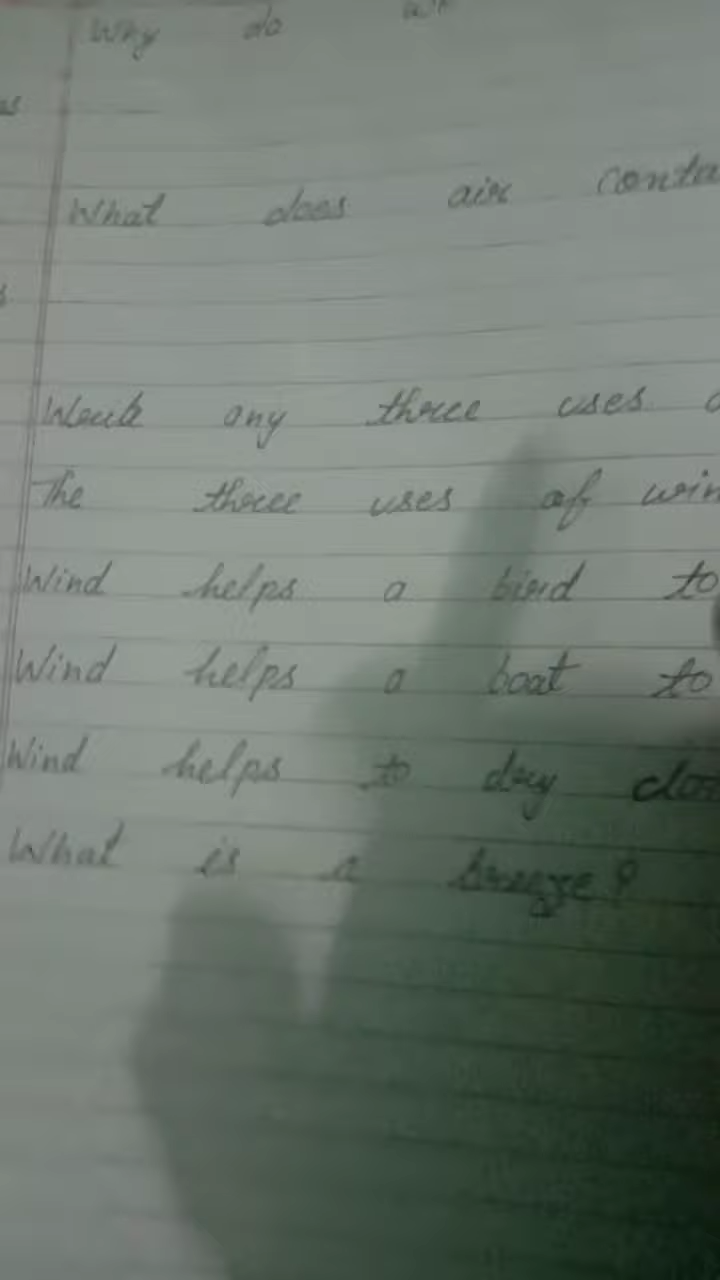 Why do
What does air conta
any three uses
The three uses of win
Wind helps a bird to
Wind helps a boat to
Wind helps to dry clo
What is a breeze?